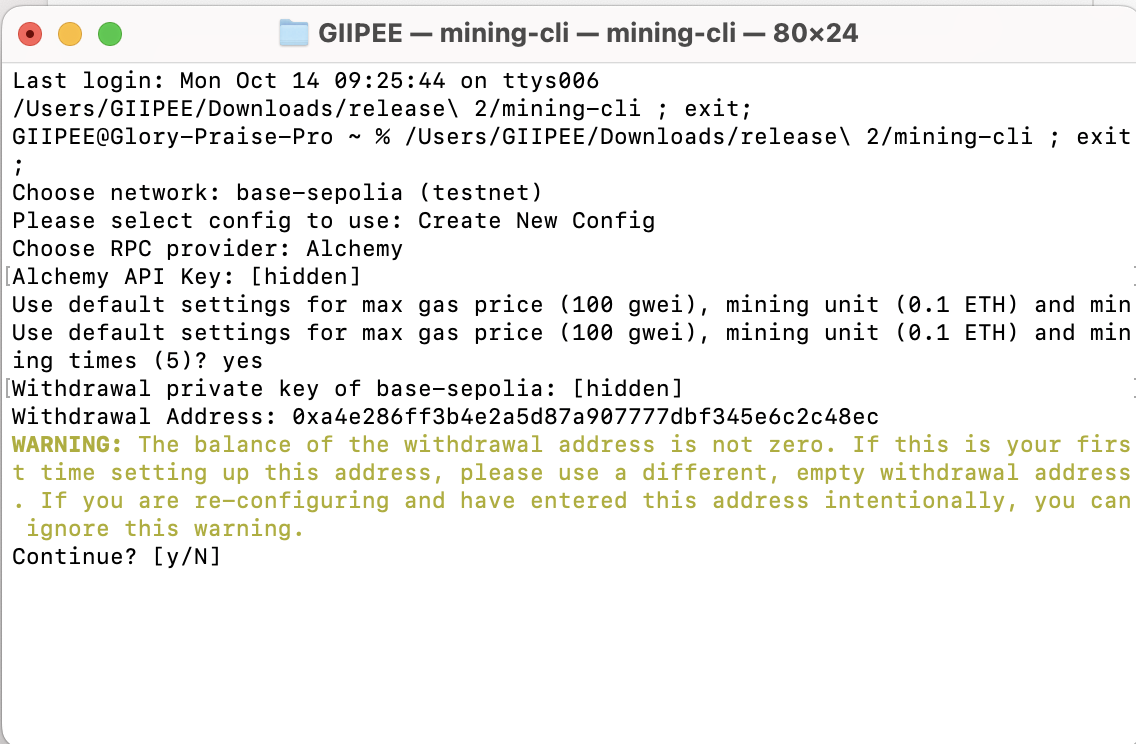 GIIPEE — mining-cli — mining-cli — 80×24
Last login: Mon Oct 14 09:25:44 on ttys006
/Users/GIIPEE/Downloads/release\ 2/mining-cli ; exit;
GIIPEE@Glory-Praise-Pro ~ % /Users/GIIPEE/Downloads/release\ 2/mining-cli ; exit
;
Choose network: base-sepolia (testnet)
Please select config to use: Create New Config
Choose RPC provider: Alchemy
[Alchemy API Key: [hidden] ]
Use default settings for max gas price (100 gwei), mining unit (0.1 ETH) and min
Use default settings for max gas price (100 gwei), mining unit (0.1 ETH) and min
ing times (5)? yes
[Withdrawal private key of base-sepolia: [hidden] ]
Withdrawal Address: 0xa4e286ff3b4e2a5d87a907777dbf345e6c2c48ec
WARNING: The balance of the withdrawal address is not zero. If this is your firs
t time setting up this address, please use a different, empty withdrawal address
. If you are re-configuring and have entered this address intentionally, you can
 ignore this warning.
Continue? [y/N]